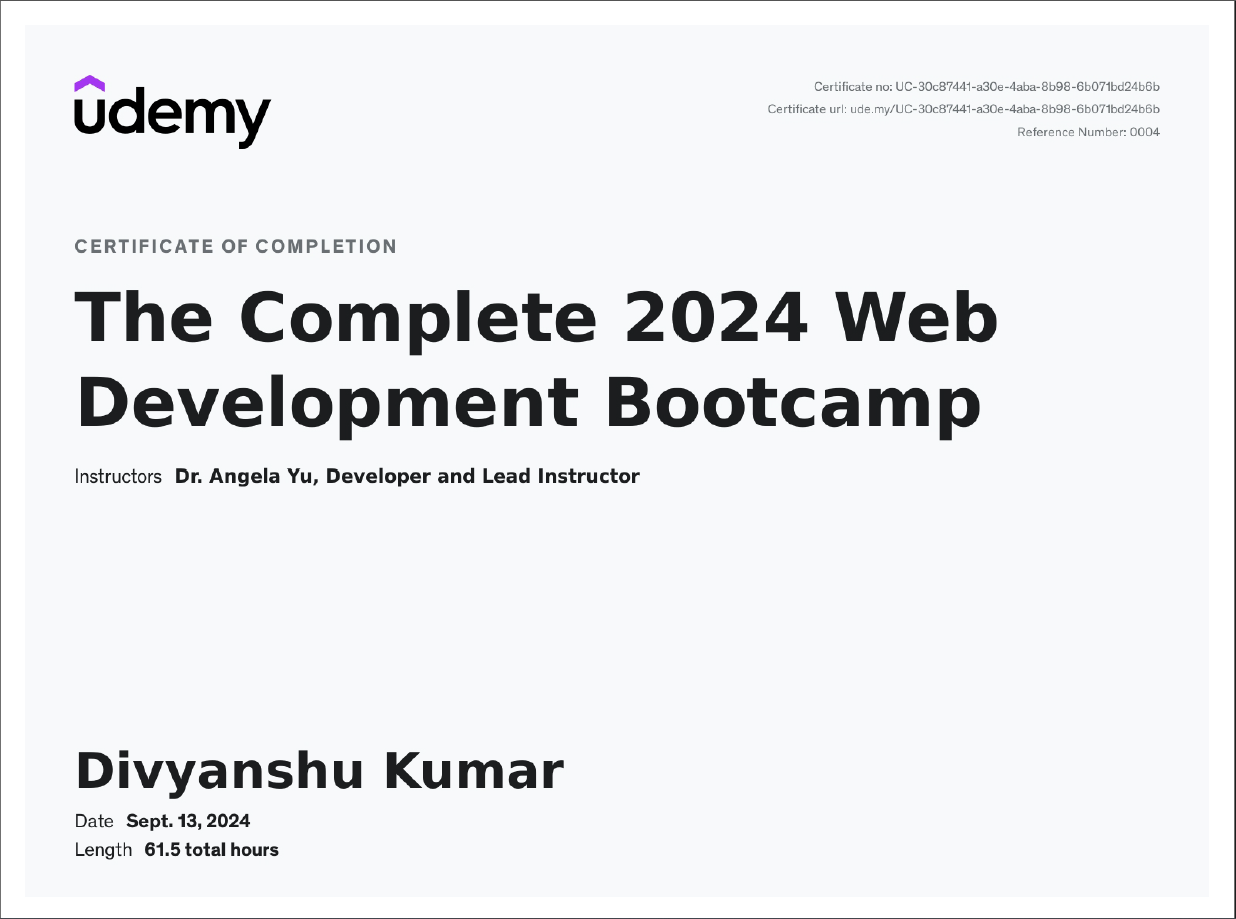 udemy
Certificate no: UC-30c87441-a30e-4aba-8b98-6b071bd24b6b
Certificate url: ude.my/UC-30c87441-a30e-4aba-8b98-6b071bd24b6b
Reference Number: 0004
CERTIFICATE OF COMPLETION
The Complete 2024 Web
Development Bootcamp
Instructors Dr. Angela Yu, Developer and Lead Instructor
Divyanshu Kumar
Date Sept. 13, 2024
Length 61.5 total hours